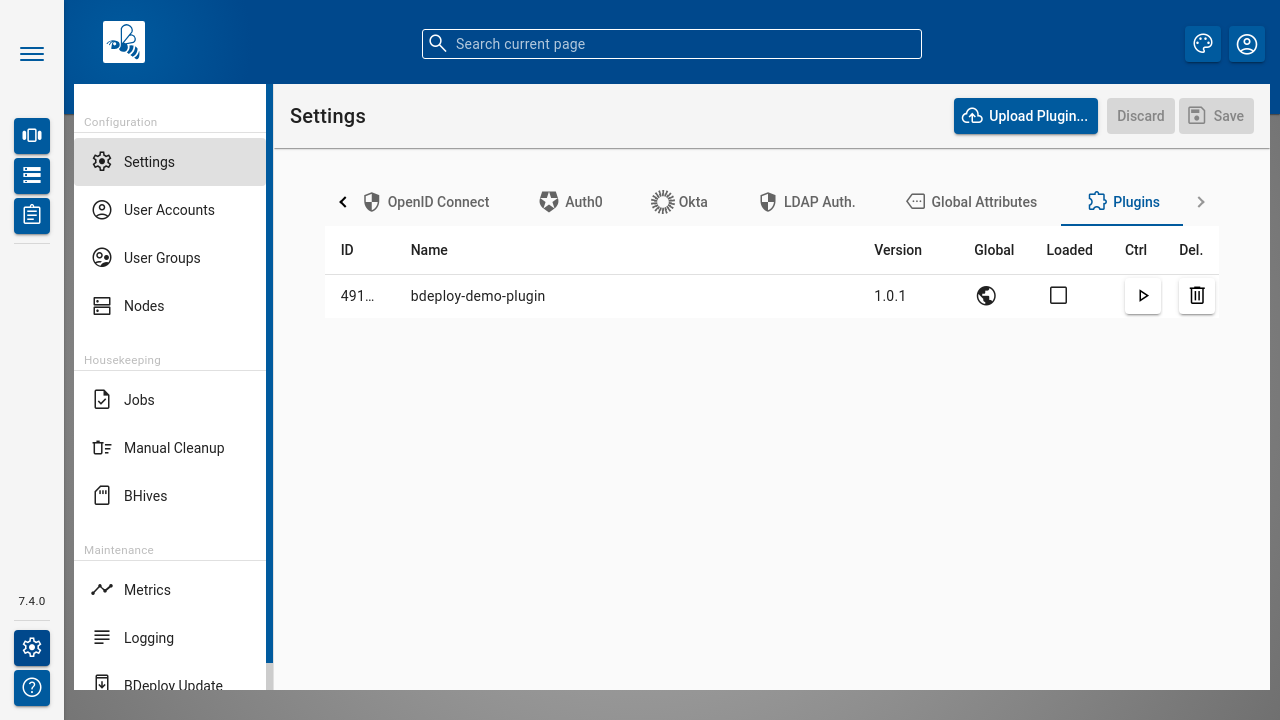 Search current page
Configuration
Settings
User Accounts
User Groups
Nodes
Housekeeping
Jobs
Manual Cleanup
BHives
Maintenance
Metrics
Logging
BDeploy Update
7.4.0
Settings
Upload Plugin...
Discard
Save
OpenID Connect
Auth0
Okta
LDAP Auth.
Global Attributes
Plugins
ID Name Version Global Loaded Ctrl Del.
491… bdeploy-demo-plugin 1.0.1